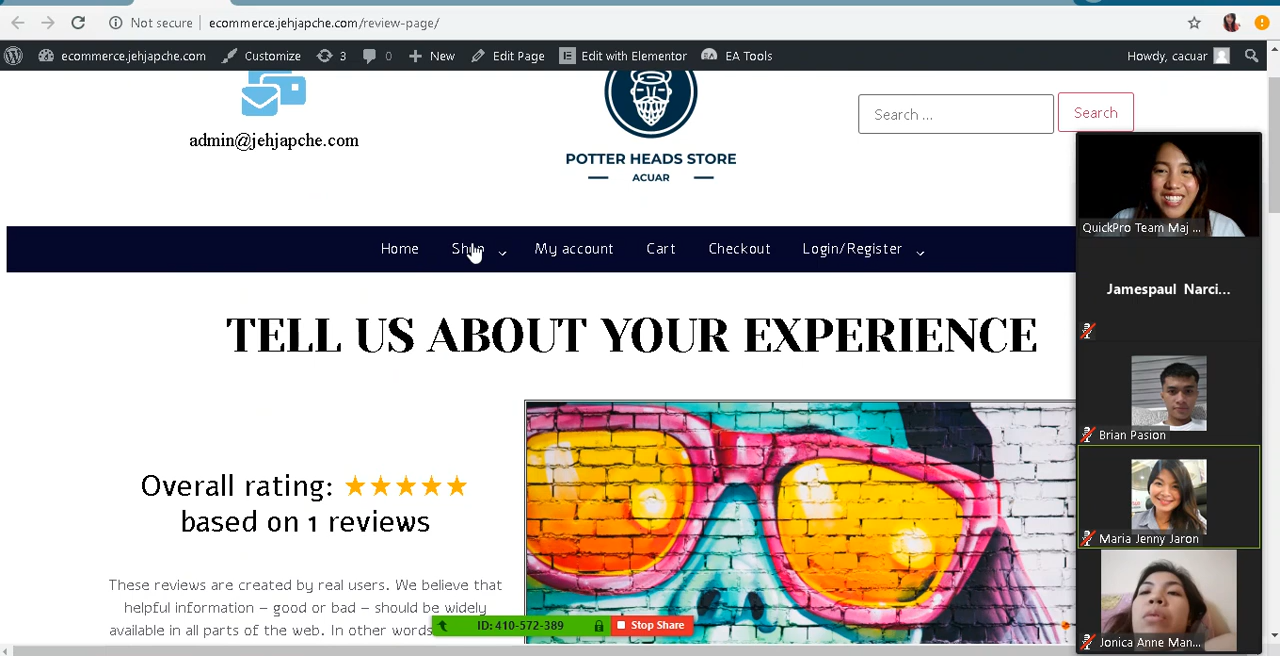 Not secure | ecommerce.jehjapche.com/review-page/
ecommerce.jehjapche.com Customize 3 0 New Edit Page Edit with Elementor EA Tools Howdy, cacuar
admin@jehjapche.com
POTTER HEADS STORE
ACUAR
Search ... Search
Home Shop My account Cart Checkout Login/Register
TELL US ABOUT YOUR EXPERIENCE
Overall rating: ★★★★★
based on 1 reviews
These reviews are created by real users. We believe that
helpful information – good or bad – should be widely
available in all parts of the web. In other words
ID: 410-572-389 Stop Share
QuickPro Team Maj ...
Jamespaul Narci...
Brian Pasion
Maria Jenny Jaron
Jonica Anne Man...